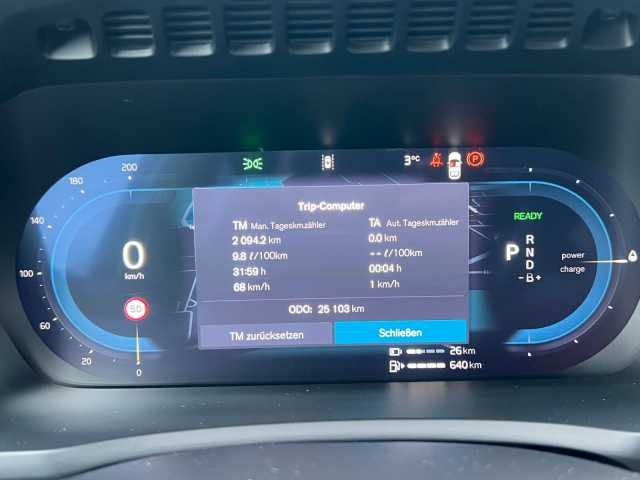 200
180
140
100
60
20
0
3°C
P
Trip-Computer
TM Man. Tageskm.zähler
TA Aut. Tageskm.zähler
2 094.2 km
0.0 km
9.8 ℓ/100km
-- ℓ/100km
31:59 h
00:04 h
68 km/h
1 km/h
ODO: 25 103 km
TM zurücksetzen
Schließen
0
km/h
50
READY
P
R
N
D
-B+
power
charge
26 km
640 km